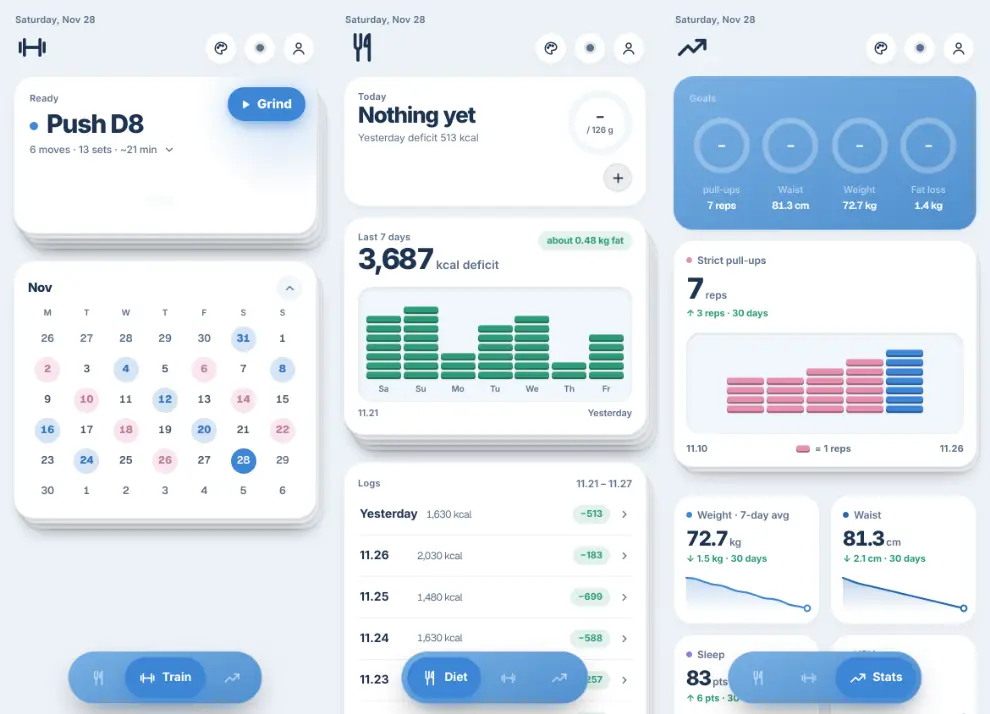 Saturday, Nov 28
Ready
Grind
Push D8
6 moves · 13 sets · ~21 min
Nov
M T W T F S S
26 27 28 29 30 31 1
2 3 4 5 6 7 8
9 10 11 12 13 14 15
16 17 18 19 20 21 22
23 24 25 26 27 28 29
30 1 2 3 4 5 6
Train
Saturday, Nov 28
Today
Nothing yet
Yesterday deficit 513 kcal
-
/ 126 g
Last 7 days
about 0.48 kg fat
3,687 kcal deficit
Sa Su Mo Tu We Th Fr
11.21 Yesterday
Logs 11.21 – 11.27
Yesterday 1,630 kcal −513
11.26 2,030 kcal −183
11.25 1,480 kcal −699
11.24 1,630 kcal −588
11.23 257
Diet
Saturday, Nov 28
Goals
- - - -
pull-ups Waist Weight Fat loss
7 reps 81.3 cm 72.7 kg 1.4 kg
Strict pull-ups
7 reps
↑ 3 reps · 30 days
11.10 = 1 reps 11.26
Weight · 7-day avg
72.7 kg
↓ 1.5 kg · 30 days
Waist
81.3 cm
↓ 2.1 cm · 30 days
Sleep
83 pts
↑ 6 pts · 30
Stats